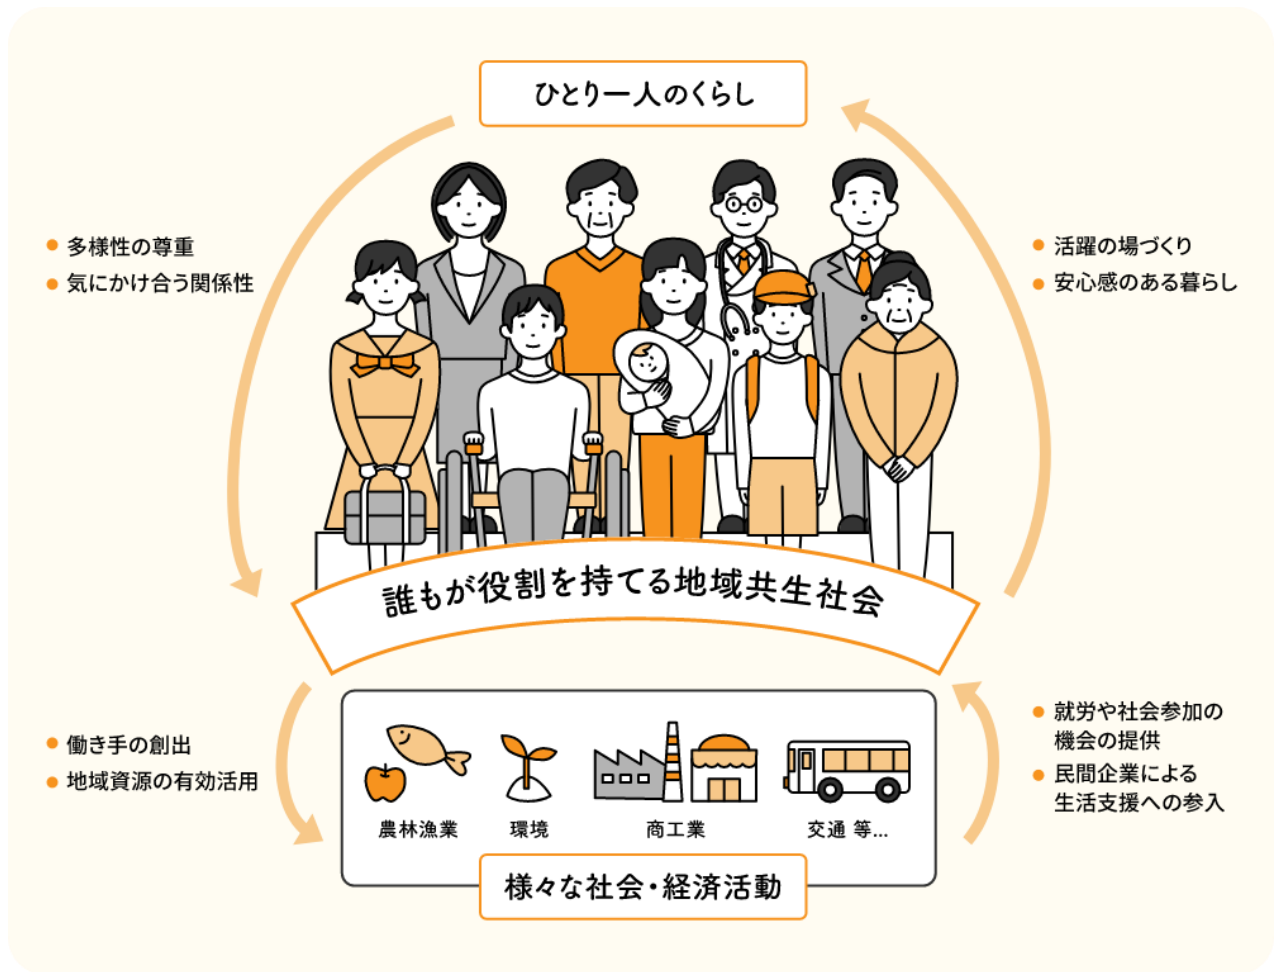 ひとり一人のくらし
多様性の尊重
気にかけ合う関係性
活躍の場づくり
安心感のある暮らし
誰もが役割を持てる地域共生社会
働き手の創出
地域資源の有効活用
就労や社会参加の
機会の提供
民間企業による
生活支援への参入
農林漁業
環境
商工業
交通 等...
様々な社会・経済活動